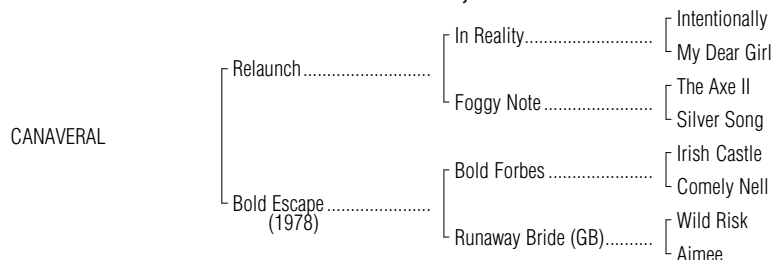 Intentionally
In Reality..............................
My Dear Girl
Relaunch...........................
The Axe II
Foggy Note.......................
Silver Song
CANAVERAL
Irish Castle
Bold Forbes......................
Comely Nell
Bold Escape......................
(1978)
Wild Risk
Runaway Bride (GB)..........
Aimee